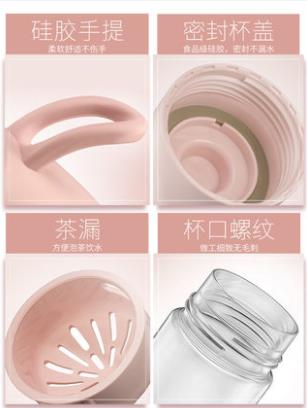 硅胶手提
柔软舒适不伤手
密封杯盖
食品级硅胶，密封不漏水
茶漏
方便泡茶饮水
杯口螺纹
做工细致无毛刺